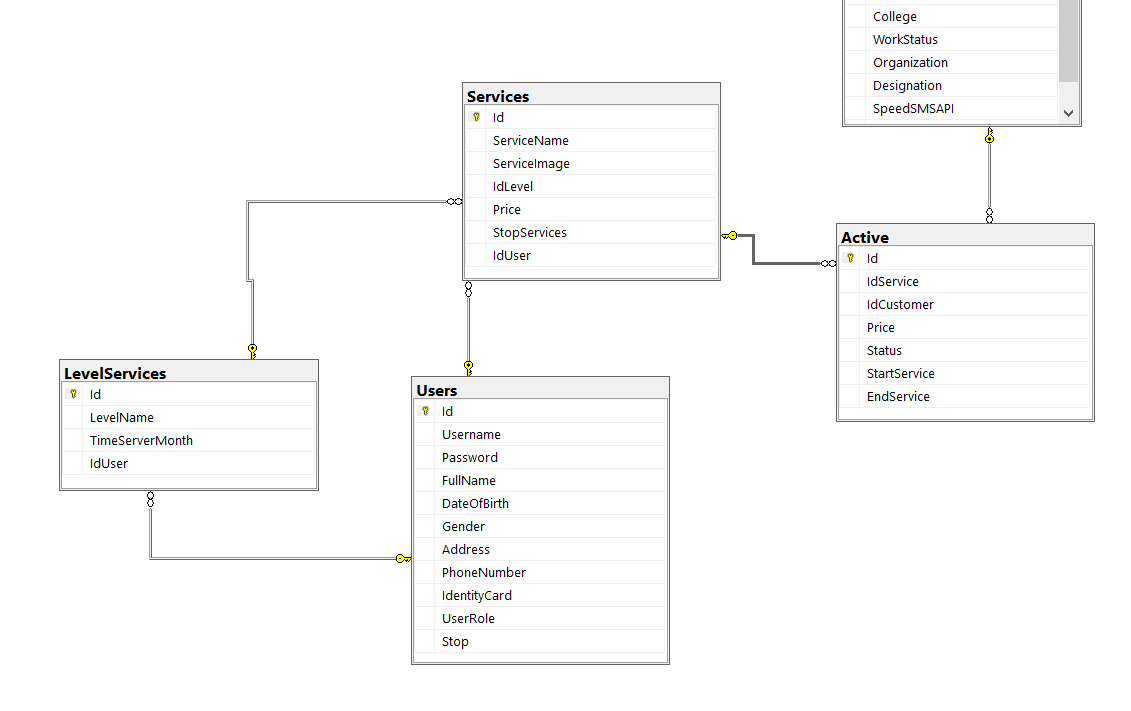 College
WorkStatus
Organization
Designation
SpeedSMSAPI
Services
Id
ServiceName
ServiceImage
IdLevel
Price
StopServices
IdUser
Active
Id
IdService
IdCustomer
Price
Status
StartService
EndService
LevelServices
Id
LevelName
TimeServerMonth
IdUser
Users
Id
Username
Password
FullName
DateOfBirth
Gender
Address
PhoneNumber
IdentityCard
UserRole
Stop